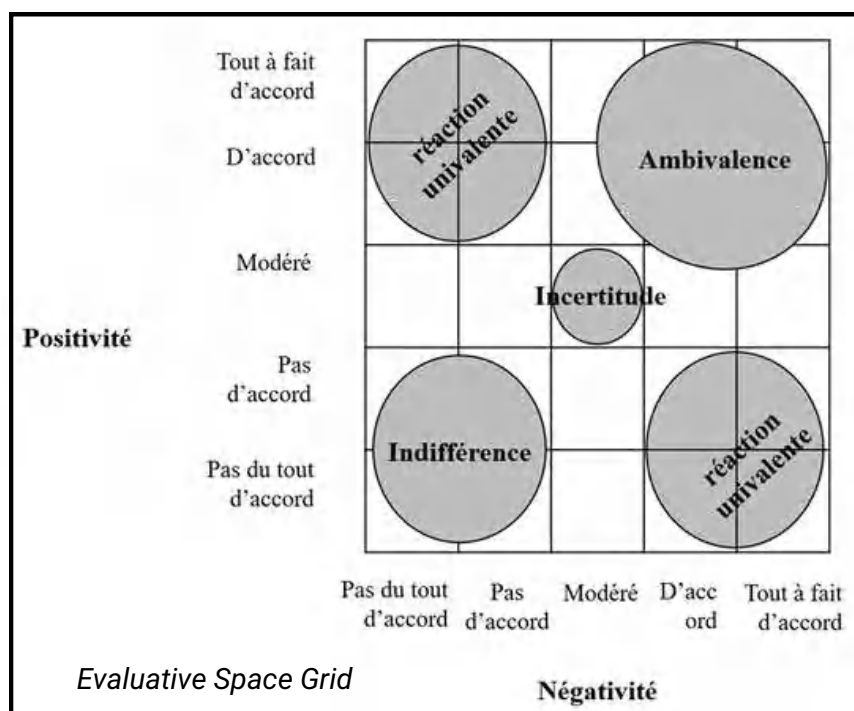 Tout à fait
d'accord
réaction
univalente
D'accord
Ambivalence
Modéré
Incertitude
Positivité
Pas
d'accord
Indifférence
réaction
univalente
Pas du tout
d'accord
Pas du tout
d'accord
Pas
d'accord
Modéré
D'acc
ord
Tout à fait
d'accord
Evaluative Space Grid
Négativité